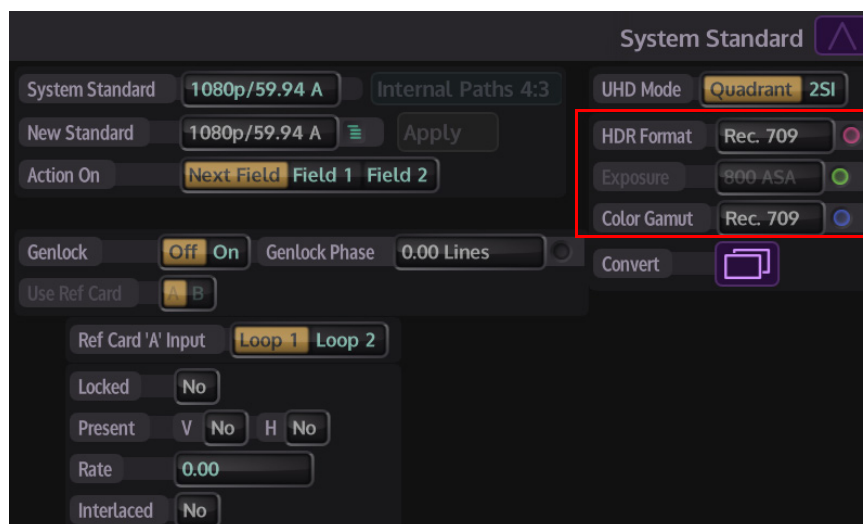 System Standard
System Standard 1080p/59.94 A Internal Paths 4:3
New Standard 1080p/59.94 A Apply
Action On Next Field Field 1 Field 2
UHD Mode Quadrant 2SI
HDR Format Rec. 709
Exposure 800 ASA
Color Gamut Rec. 709
Convert
Genlock Off On Genlock Phase 0.00 Lines
Use Ref Card A B
Ref Card 'A' Input Loop 1 Loop 2
Locked No
Present V No H No
Rate 0.00
Interlaced No